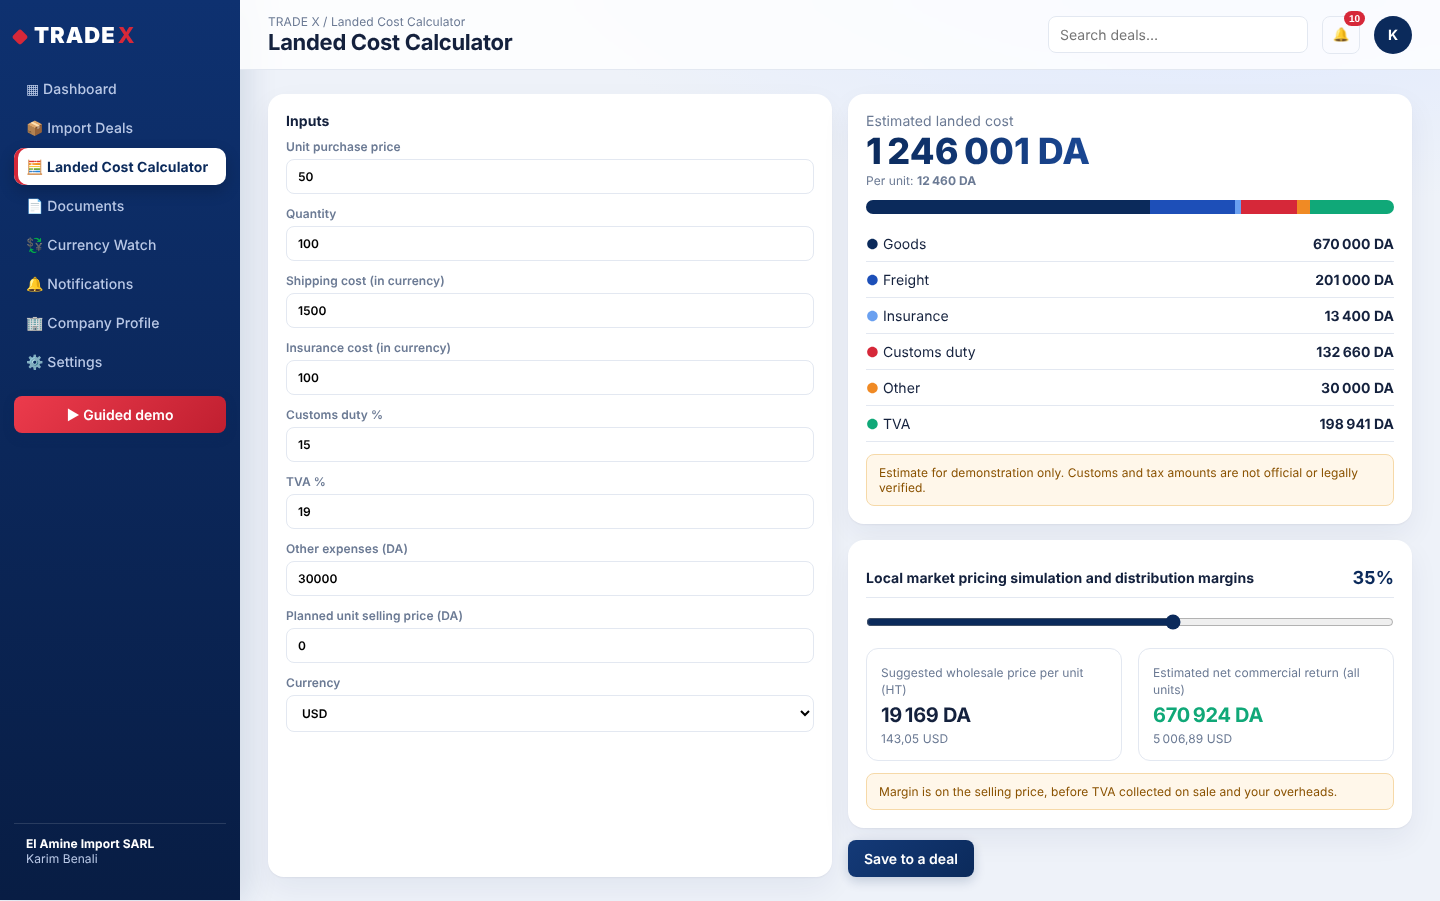 TRADE X
Dashboard
Import Deals
Landed Cost Calculator
Documents
Currency Watch
Notifications
Company Profile
Settings
▶ Guided demo
El Amine Import SARL
Karim Benali
TRADE X / Landed Cost Calculator
Landed Cost Calculator
Search deals...
10
K
Inputs
Unit purchase price
50
Quantity
100
Shipping cost (in currency)
1500
Insurance cost (in currency)
100
Customs duty %
15
TVA %
19
Other expenses (DA)
30000
Planned unit selling price (DA)
0
Currency
USD
Estimated landed cost
1 246 001 DA
Per unit: 12 460 DA
Goods 670 000 DA
Freight 201 000 DA
Insurance 13 400 DA
Customs duty 132 660 DA
Other 30 000 DA
TVA 198 941 DA
Estimate for demonstration only. Customs and tax amounts are not official or legally
verified.
Local market pricing simulation and distribution margins 35%
Suggested wholesale price per unit
(HT)
19 169 DA
143,05 USD
Estimated net commercial return (all
units)
670 924 DA
5 006,89 USD
Margin is on the selling price, before TVA collected on sale and your overheads.
Save to a deal